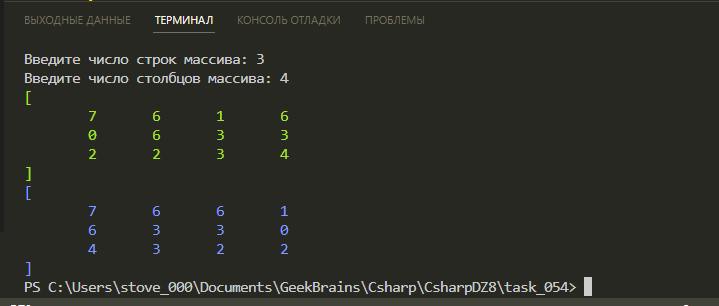 ВЫХОДНЫЕ ДАННЫЕ ТЕРМИНАЛ КОНСОЛЬ ОТЛАДКИ ПРОБЛЕМЫ
Введите число строк массива: 3
Введите число столбцов массива: 4
[
7 6 1 6
0 6 3 3
2 2 3 4
]
[
7 6 6 1
6 3 3 0
4 3 2 2
]
PS C:\Users\stove_000\Documents\GeekBrains\Csharp\CsharpDZ8\task_054>